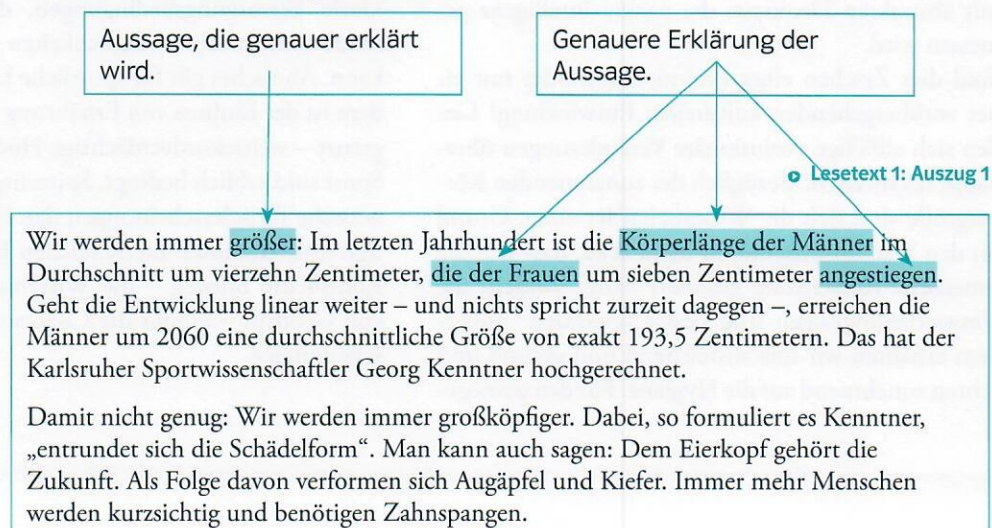 Aussage, die genauer erklärt
wird.
Genauere Erklärung der
Aussage.
Lesetext 1: Auszug 1
Wir werden immer größer: Im letzten Jahrhundert ist die Körperlänge der Männer im
Durchschnitt um vierzehn Zentimeter, die der Frauen um sieben Zentimeter angestiegen.
Geht die Entwicklung linear weiter – und nichts spricht zurzeit dagegen –, erreichen die
Männer um 2060 eine durchschnittliche Größe von exakt 193,5 Zentimetern. Das hat der
Karlsruher Sportwissenschaftler Georg Kenntner hochgerechnet.
Damit nicht genug: Wir werden immer großköpfiger. Dabei, so formuliert es Kenntner,
„entrundet sich die Schädelform“. Man kann auch sagen: Dem Eierkopf gehört die
Zukunft. Als Folge davon verformen sich Augäpfel und Kiefer. Immer mehr Menschen
werden kurzsichtig und benötigen Zahnspangen.